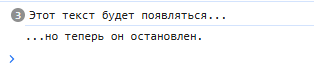 3 Этот текст будет появляться...
...но теперь он остановлен.